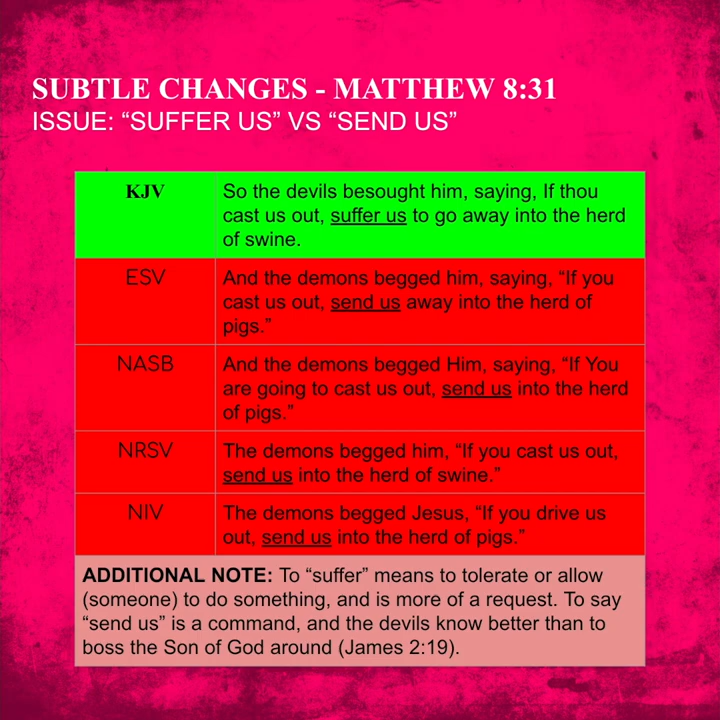 SUBTLE CHANGES - MATTHEW 8:31
ISSUE: “SUFFER US” VS “SEND US”
KJV
So the devils besought him, saying, If thou
cast us out, suffer us to go away into the herd
of swine.
ESV
And the demons begged him, saying, “If you
cast us out, send us away into the herd of
pigs.”
NASB
And the demons begged Him, saying, “If You
are going to cast us out, send us into the herd
of pigs.”
NRSV
The demons begged him, “If you cast us out,
send us into the herd of swine.”
NIV
The demons begged Jesus, “If you drive us
out, send us into the herd of pigs.”
ADDITIONAL NOTE: To “suffer” means to tolerate or allow
(someone) to do something, and is more of a request. To say
“send us” is a command, and the devils know better than to
boss the Son of God around (James 2:19).